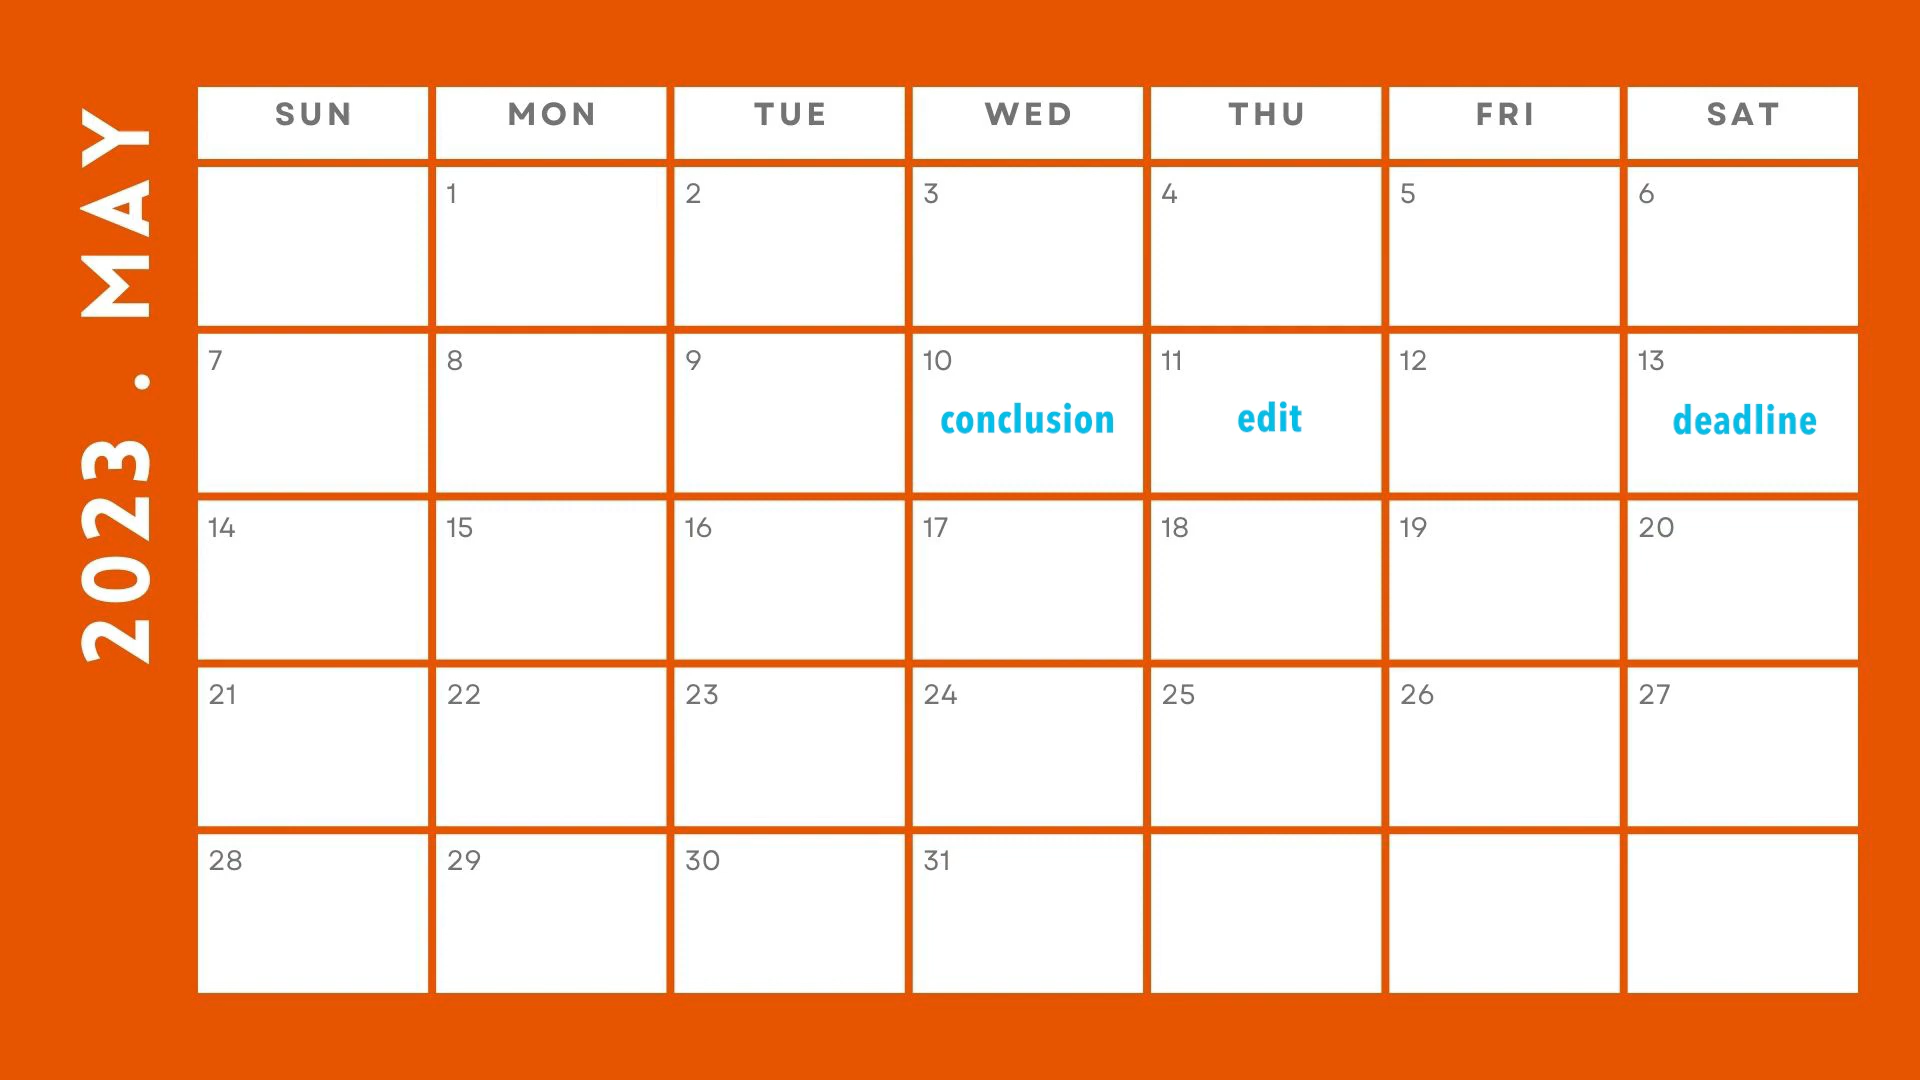 2023 . MAY
SUN MON TUE WED THU FRI SAT
1 2 3 4 5 6
7 8 9 10 11 12 13
conclusion edit deadline
14 15 16 17 18 19 20
21 22 23 24 25 26 27
28 29 30 31